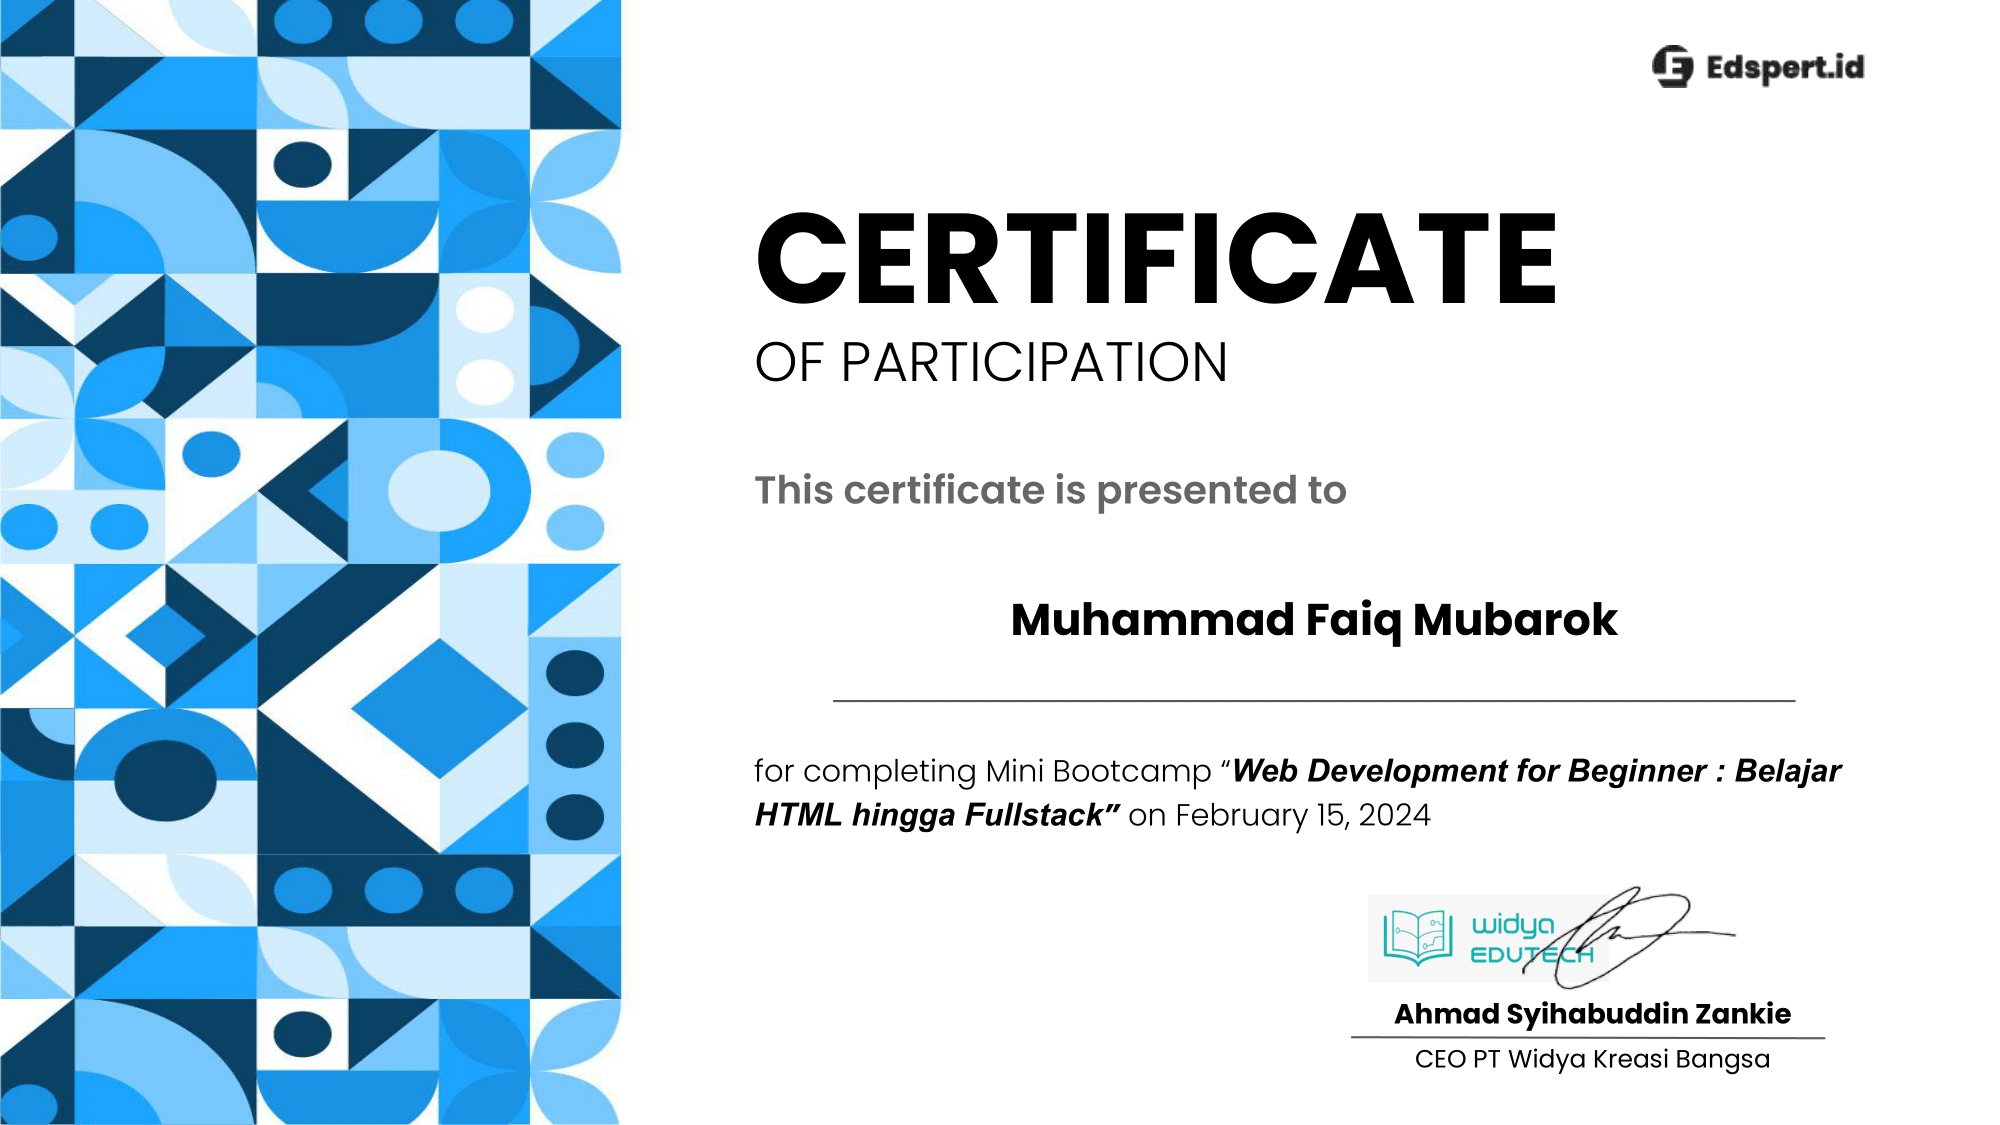 Edspert.id
CERTIFICATE
OF PARTICIPATION
This certificate is presented to
Muhammad Faiq Mubarok
for completing Mini Bootcamp “Web Development for Beginner : Belajar
HTML hingga Fullstack” on February 15, 2024
widya
EDUTECH
Ahmad Syihabuddin Zankie
CEO PT Widya Kreasi Bangsa